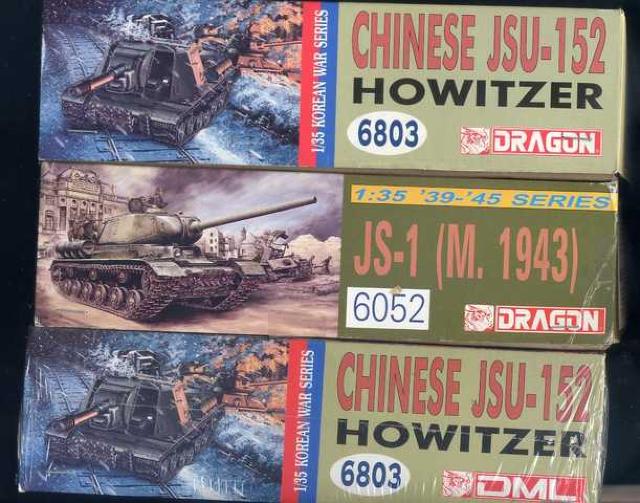 1/35 KOREAN WAR SERIES
CHINESE JSU-152
HOWITZER
6803
DRAGON
1:35 '39-'45 SERIES
JS-1 (M. 1943)
6052
DRAGON
1/35 KOREAN WAR SERIES
CHINESE JSU-152
HOWITZER
6803
DML